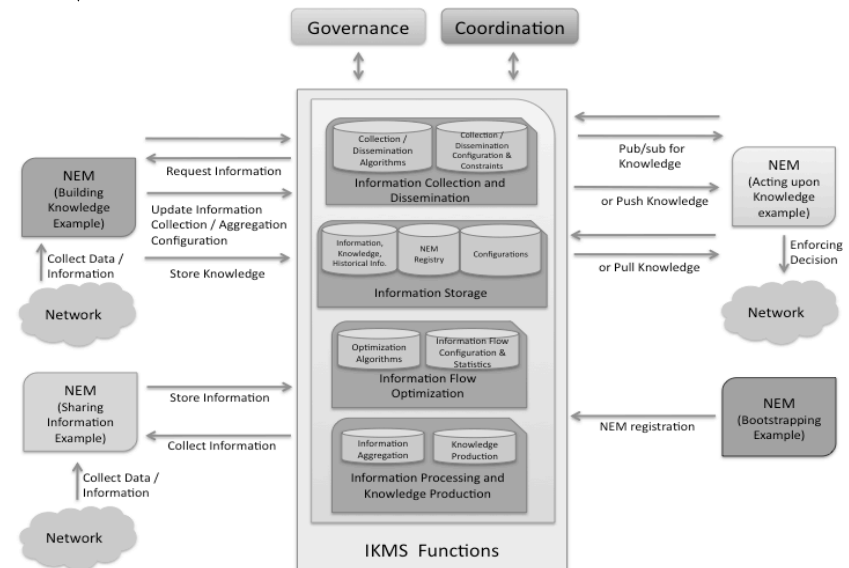 Governance
Coordination
NEM
(Building
Knowledge
Example)
Request Information
Update Information
Collection / Aggregation
Configuration
Store Knowledge
Collect Data /
Information
Network
NEM
(Sharing
Information
Example)
Store Information
Collect Information
Collect Data /
Information
Network
Collection /
Dissemination
Algorithms
Collection /
Dissemination
Configuration &
Constraints
Information Collection and
Dissemination
Information,
Knowledge,
Historical Info.
NEM
Registry
Configurations
Information Storage
Optimization
Algorithms
Information Flow
Configuration &
Statistics
Information Flow
Optimization
Information
Aggregation
Knowledge
Production
Information Processing and
Knowledge Production
IKMS Functions
Pub/sub for
Knowledge
or Push Knowledge
or Pull Knowledge
NEM
(Acting upon
Knowledge
example)
Enforcing
Decision
Network
NEM registration
NEM
(Bootstrapping
Example)